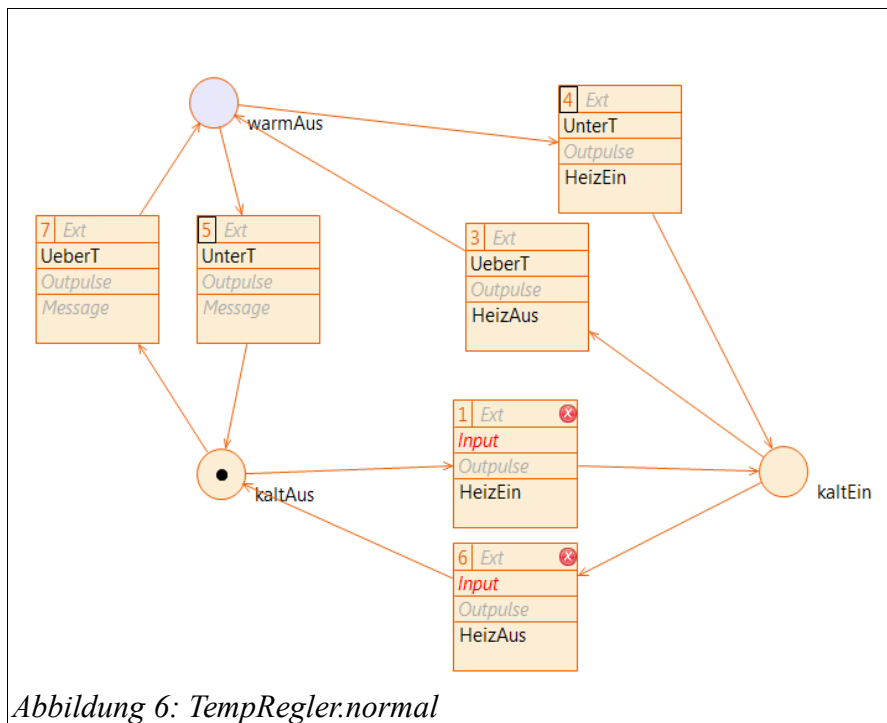 warmAus
4 Ext
UnterT
Outpulse
HeizEin
7 Ext
UeberT
Outpulse
Message
5 Ext
UnterT
Outpulse
Message
3 Ext
UeberT
Outpulse
HeizAus
1 Ext
Input
Outpulse
HeizEin
kaltAus
kaltEin
6 Ext
Input
Outpulse
HeizAus
Abbildung 6: TempRegler.normal